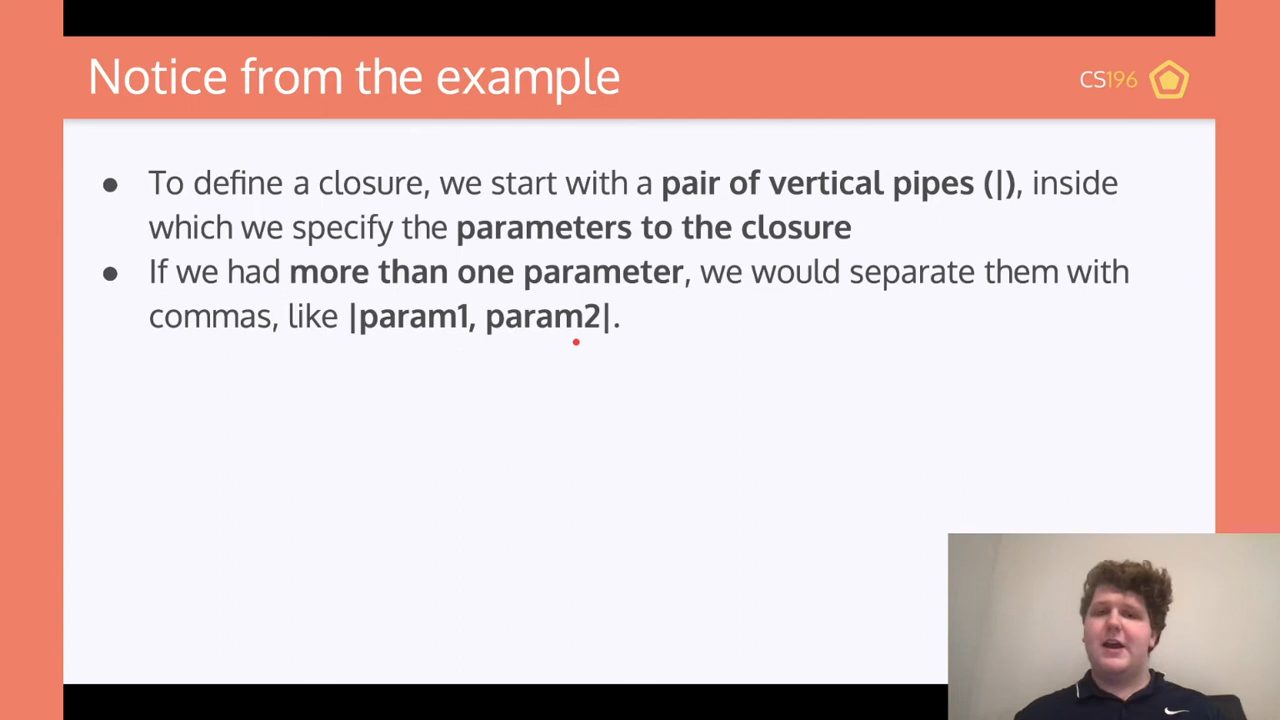 Notice from the example
CS196
● To define a closure, we start with a pair of vertical pipes (|), inside
which we specify the parameters to the closure
● If we had more than one parameter, we would separate them with
commas, like |param1, param2|.